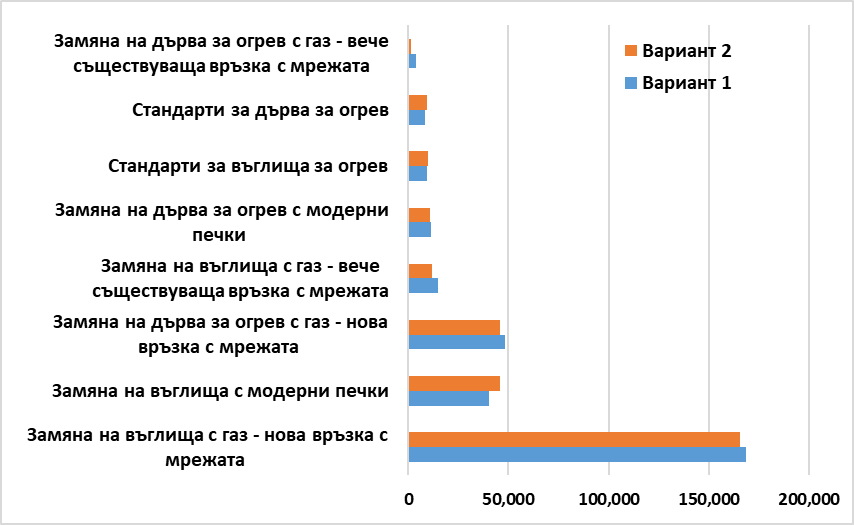 Замяна на дърва за огрев с газ - вече
съществуваща връзка с мрежата
Стандарти за дърва за огрев
Стандарти за въглища за огрев
Замяна на дърва за огрев с модерни
печки
Замяна на въглища с газ - вече
съществуваща връзка с мрежата
Замяна на дърва за огрев с газ - нова
връзка с мрежата
Замяна на въглища с модерни печки
Замяна на въглища с газ - нова връзка с
мрежата
Вариант 2
Вариант 1
0 50,000 100,000 150,000 200,000